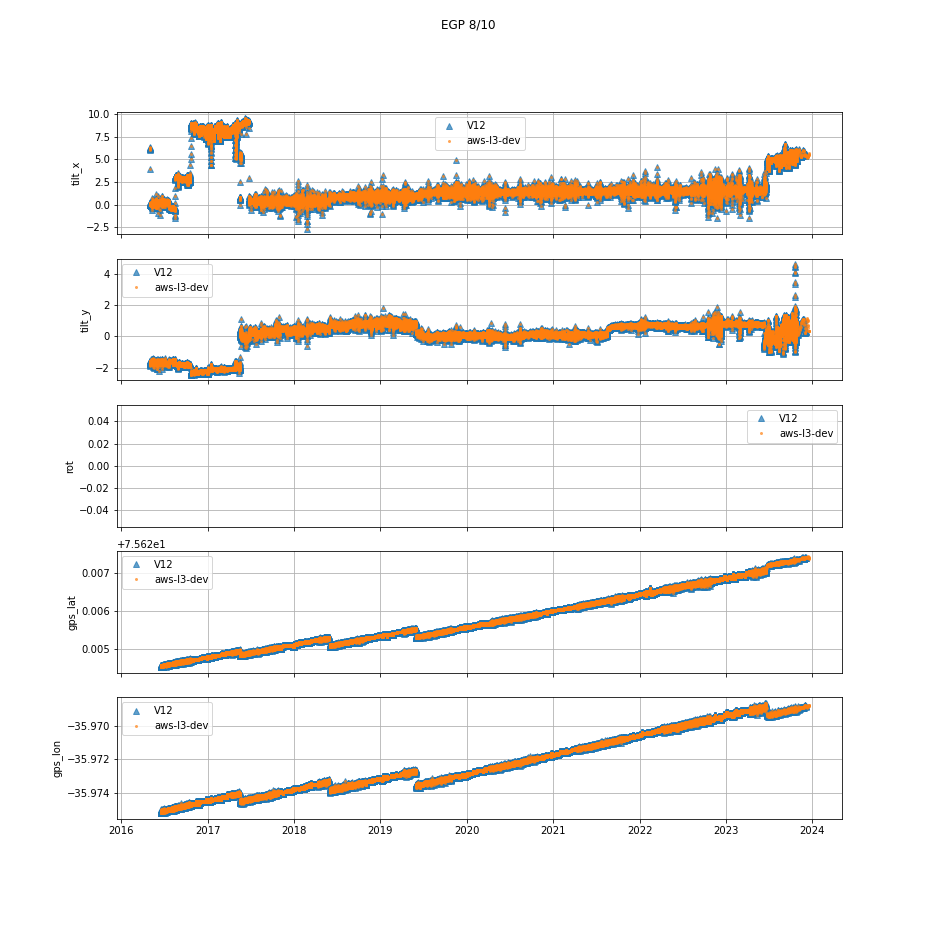 EGP 8/10
10.0
7.5
5.0
2.5
0.0
−2.5
tilt_x
V12
aws-l3-dev
4
2
0
−2
tilt_y
V12
aws-l3-dev
0.04
0.02
0.00
−0.02
−0.04
rot
V12
aws-l3-dev
+7.562e1
0.007
0.006
0.005
gps_lat
V12
aws-l3-dev
−35.970
−35.972
−35.974
gps_lon
V12
aws-l3-dev
2016 2017 2018 2019 2020 2021 2022 2023 2024